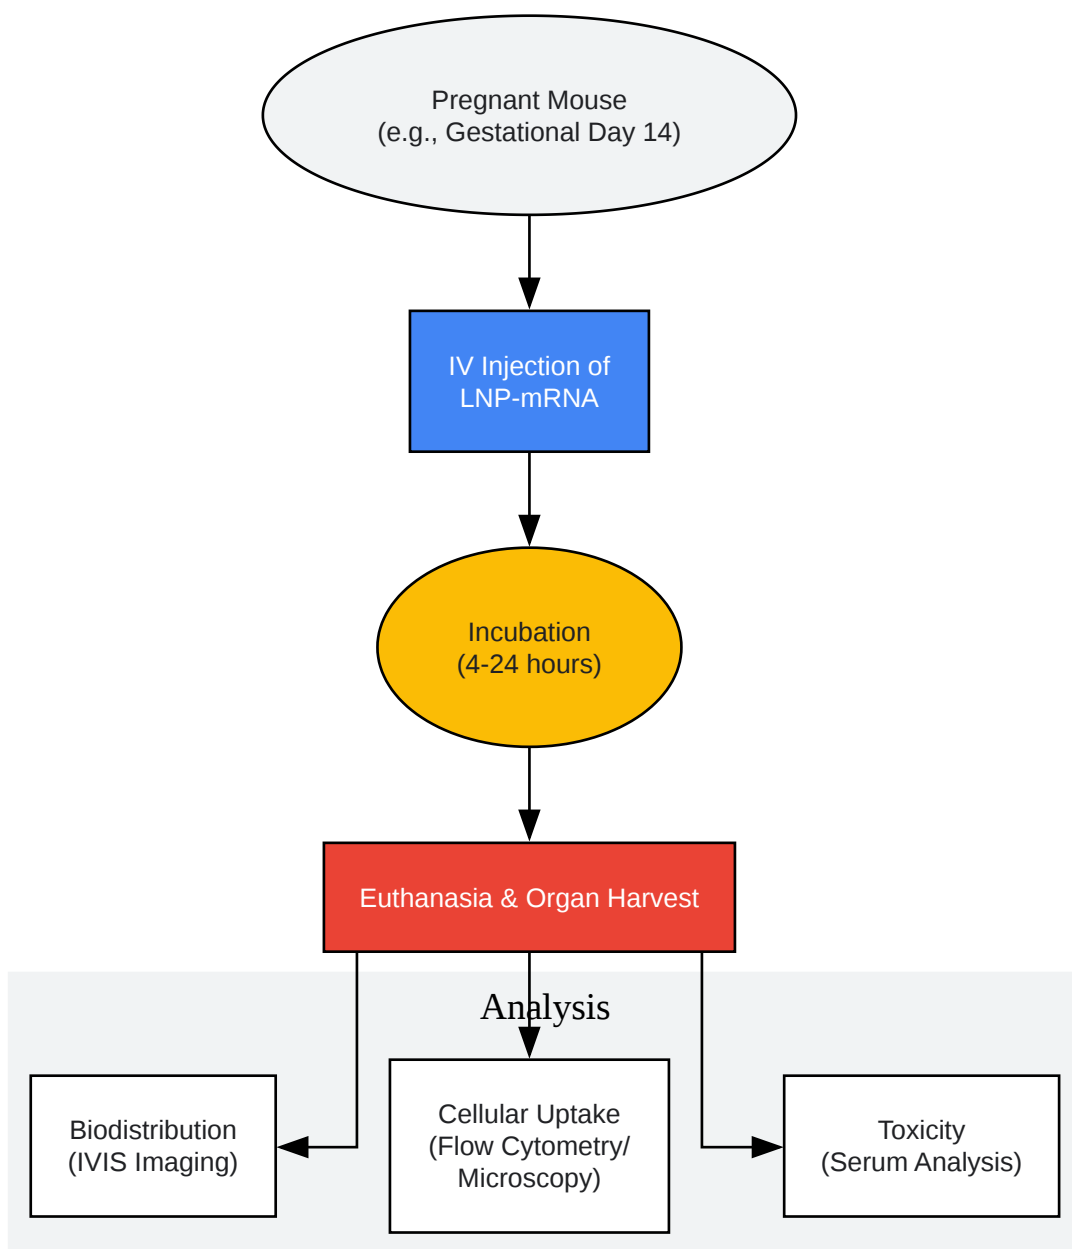 Pregnant Mouse
(e.g., Gestational Day 14)
IV Injection of
LNP-mRNA
Incubation
(4-24 hours)
Euthanasia & Organ Harvest
Analysis
Biodistribution
(IVIS Imaging)
Cellular Uptake
(Flow Cytometry/
Microscopy)
Toxicity
(Serum Analysis)